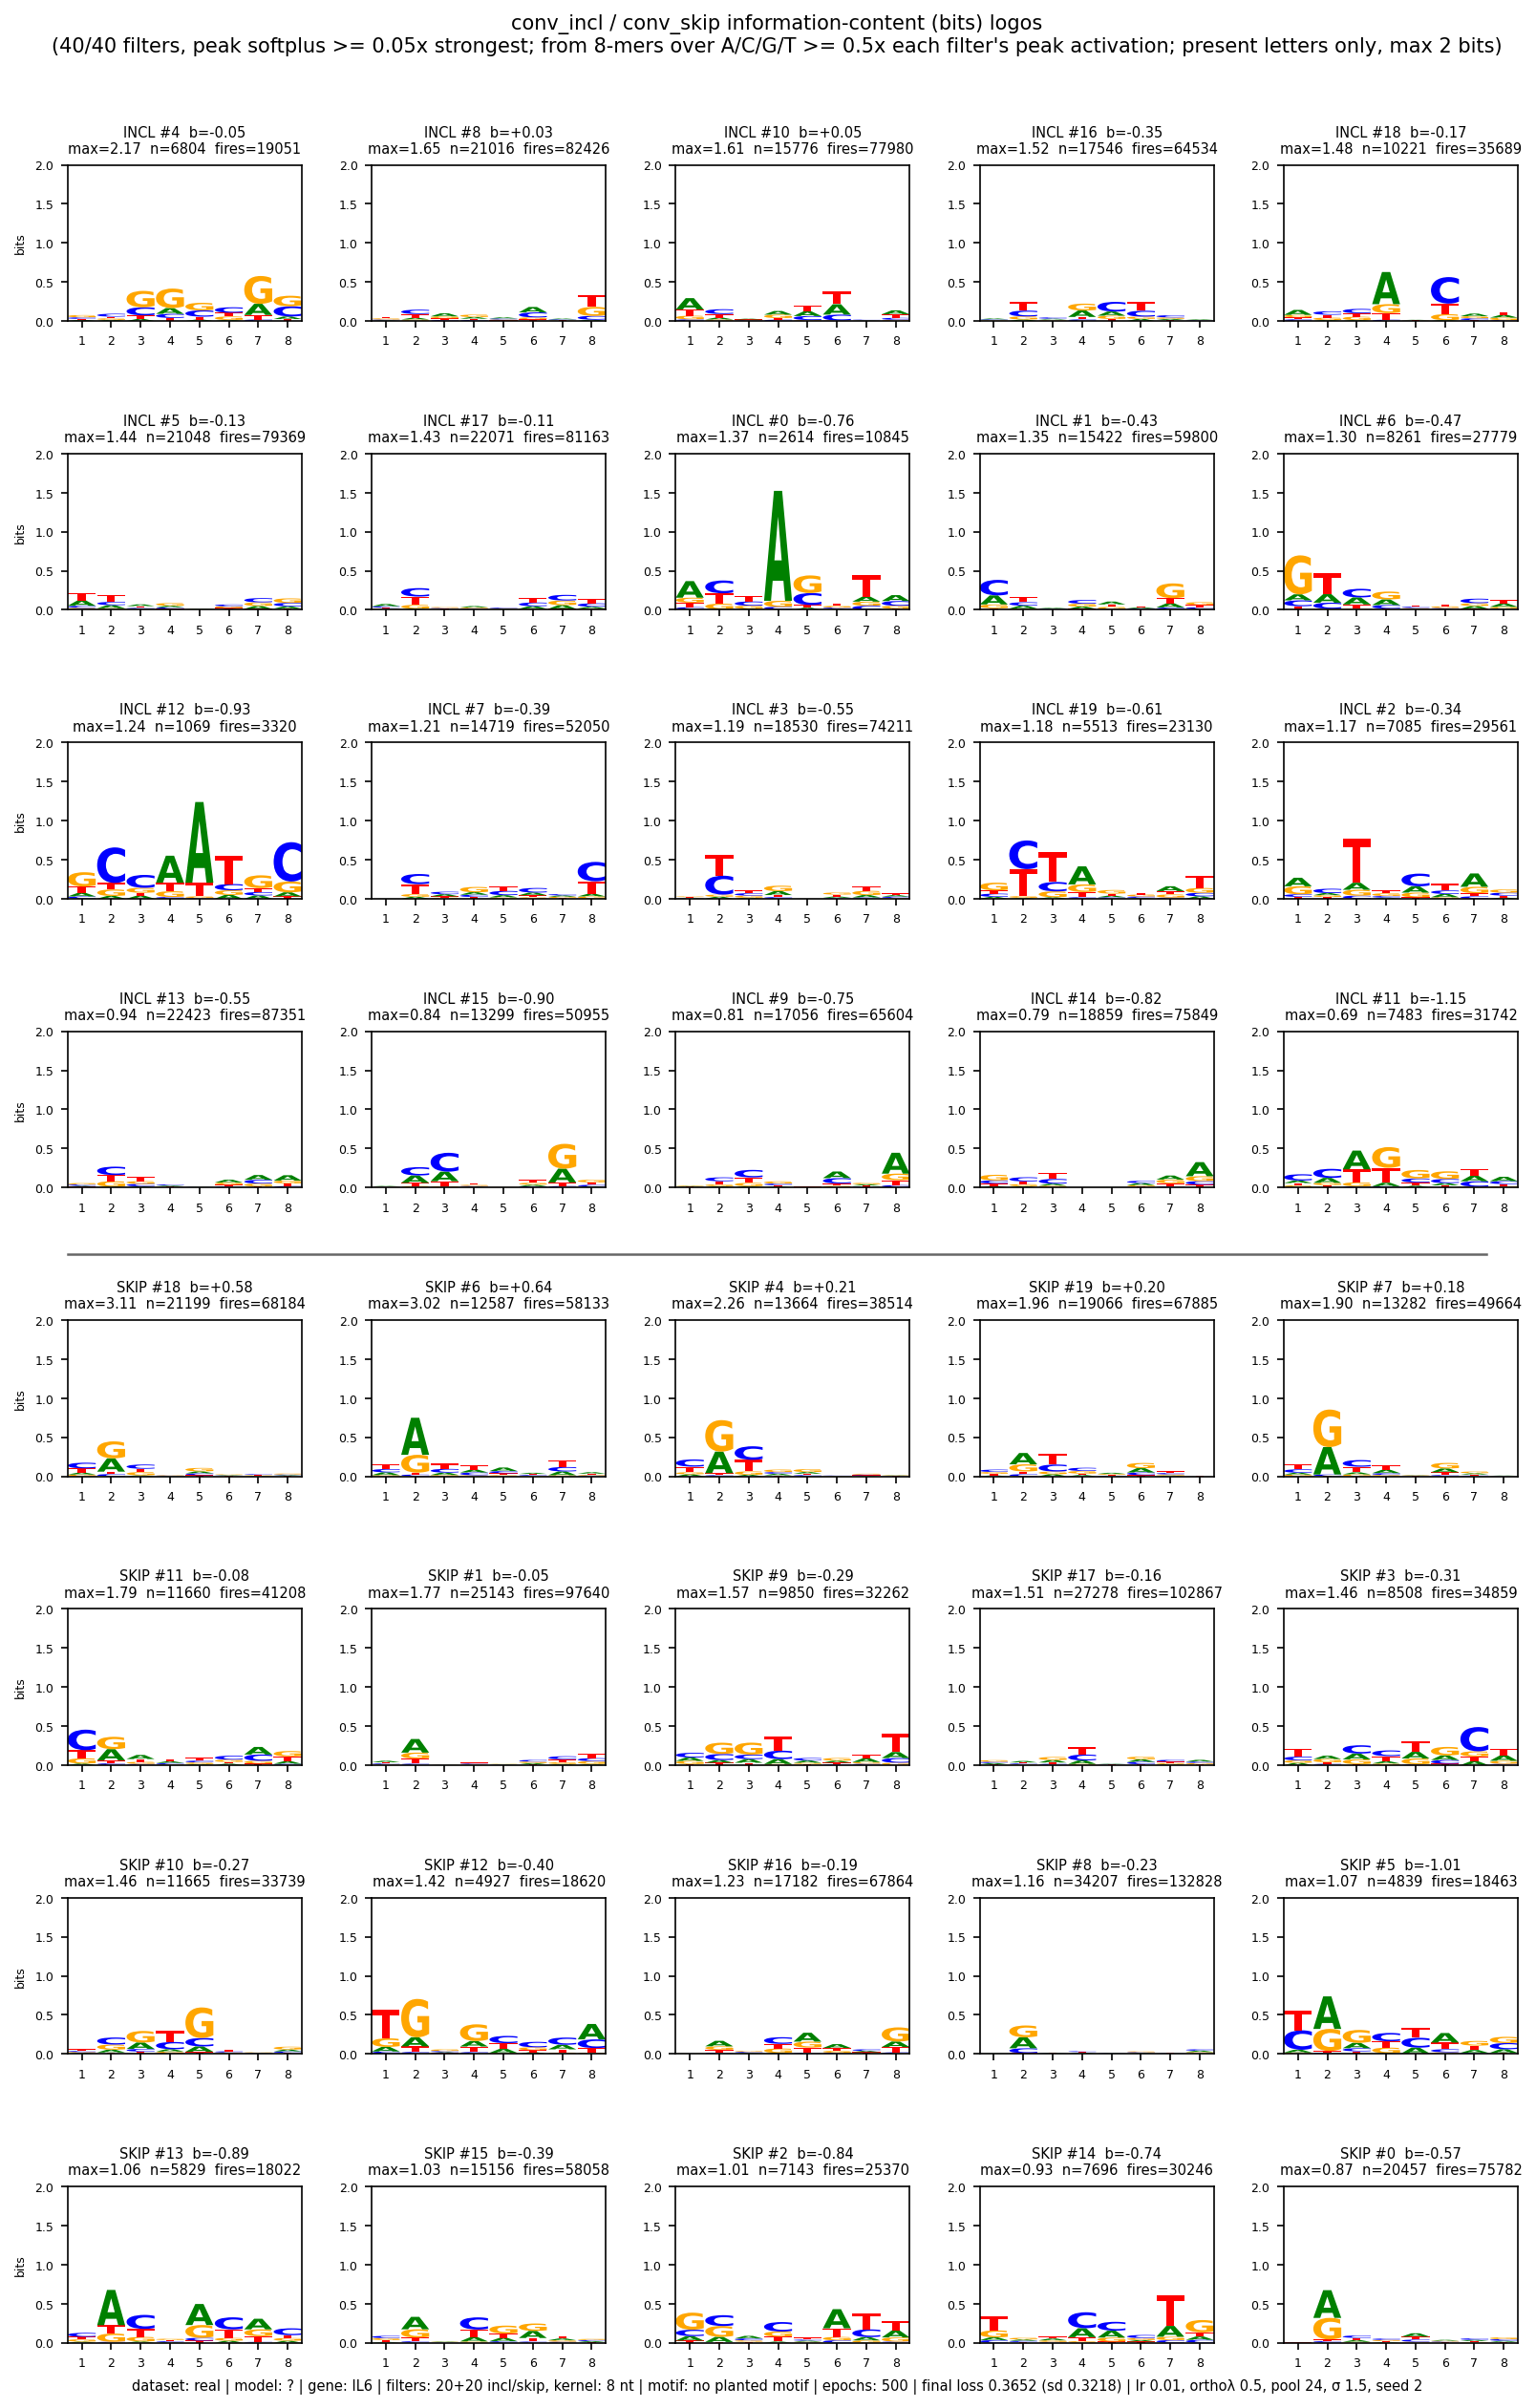 conv_incl / conv_skip information-content (bits) logos
(40/40 filters, peak softplus >= 0.05x strongest; from 8-mers over A/C/G/T >= 0.5x each filter's peak activation; present letters only, max 2 bits)
INCL #4 b=-0.05
max=2.17 n=6804 fires=19051
INCL #8 b=+0.03
max=1.65 n=21016 fires=82426
INCL #10 b=+0.05
max=1.61 n=15776 fires=77980
INCL #16 b=-0.35
max=1.52 n=17546 fires=64534
INCL #18 b=-0.17
max=1.48 n=10221 fires=35689
INCL #5 b=-0.13
max=1.44 n=21048 fires=79369
INCL #17 b=-0.11
max=1.43 n=22071 fires=81163
INCL #0 b=-0.76
max=1.37 n=2614 fires=10845
INCL #1 b=-0.43
max=1.35 n=15422 fires=59800
INCL #6 b=-0.47
max=1.30 n=8261 fires=27779
INCL #12 b=-0.93
max=1.24 n=1069 fires=3320
INCL #7 b=-0.39
max=1.21 n=14719 fires=52050
INCL #3 b=-0.55
max=1.19 n=18530 fires=74211
INCL #19 b=-0.61
max=1.18 n=5513 fires=23130
INCL #2 b=-0.34
max=1.17 n=7085 fires=29561
INCL #13 b=-0.55
max=0.94 n=22423 fires=87351
INCL #15 b=-0.90
max=0.84 n=13299 fires=50955
INCL #9 b=-0.75
max=0.81 n=17056 fires=65604
INCL #14 b=-0.82
max=0.79 n=18859 fires=75849
INCL #11 b=-1.15
max=0.69 n=7483 fires=31742
SKIP #18 b=+0.58
max=3.11 n=21199 fires=68184
SKIP #6 b=+0.64
max=3.02 n=12587 fires=58133
SKIP #4 b=+0.21
max=2.26 n=13664 fires=38514
SKIP #19 b=+0.20
max=1.96 n=19066 fires=67885
SKIP #7 b=+0.18
max=1.90 n=13282 fires=49664
SKIP #11 b=-0.08
max=1.79 n=11660 fires=41208
SKIP #1 b=-0.05
max=1.77 n=25143 fires=97640
SKIP #9 b=-0.29
max=1.57 n=9850 fires=32262
SKIP #17 b=-0.16
max=1.51 n=27278 fires=102867
SKIP #3 b=-0.31
max=1.46 n=8508 fires=34859
SKIP #10 b=-0.27
max=1.46 n=11665 fires=33739
SKIP #12 b=-0.40
max=1.42 n=4927 fires=18620
SKIP #16 b=-0.19
max=1.23 n=17182 fires=67864
SKIP #8 b=-0.23
max=1.16 n=34207 fires=132828
SKIP #5 b=-1.01
max=1.07 n=4839 fires=18463
SKIP #13 b=-0.89
max=1.06 n=5829 fires=18022
SKIP #15 b=-0.39
max=1.03 n=15156 fires=58058
SKIP #2 b=-0.84
max=1.01 n=7143 fires=25370
SKIP #14 b=-0.74
max=0.93 n=7696 fires=30246
SKIP #0 b=-0.57
max=0.87 n=20457 fires=75782
dataset: real | model: ? | gene: IL6 | filters: 20+20 incl/skip, kernel: 8 nt | motif: no planted motif | epochs: 500 | final loss 0.3652 (sd 0.3218) | lr 0.01, orthoλ 0.5, pool 24, σ 1.5, seed 2